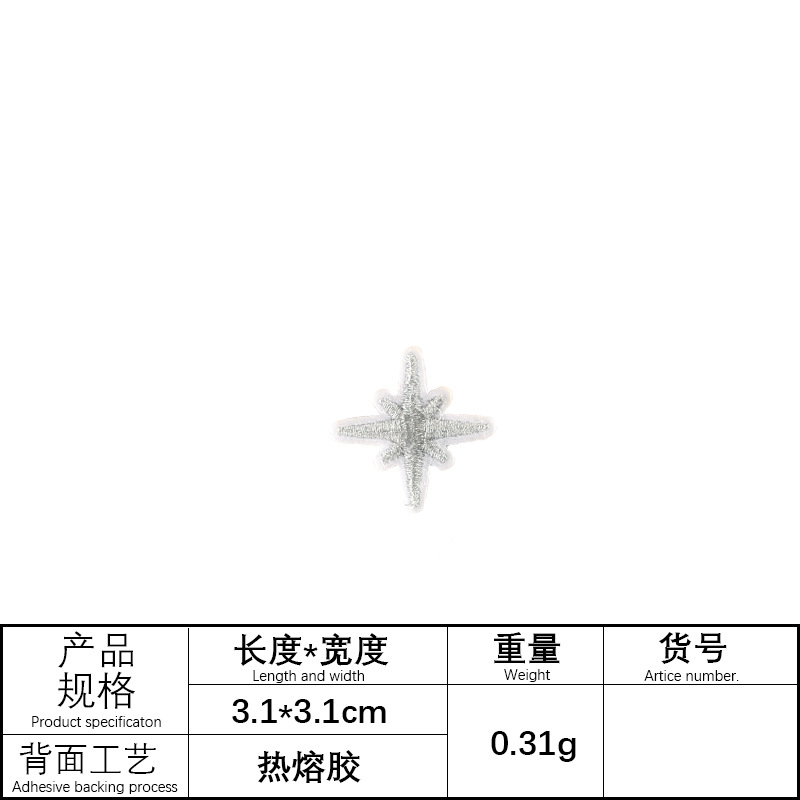 产品
规格
Product specificaton
长度*宽度
Length and width
重量
Weight
货号
Artice number.
3.1*3.1cm
0.31g
背面工艺
Adhesive backing process
热熔胶